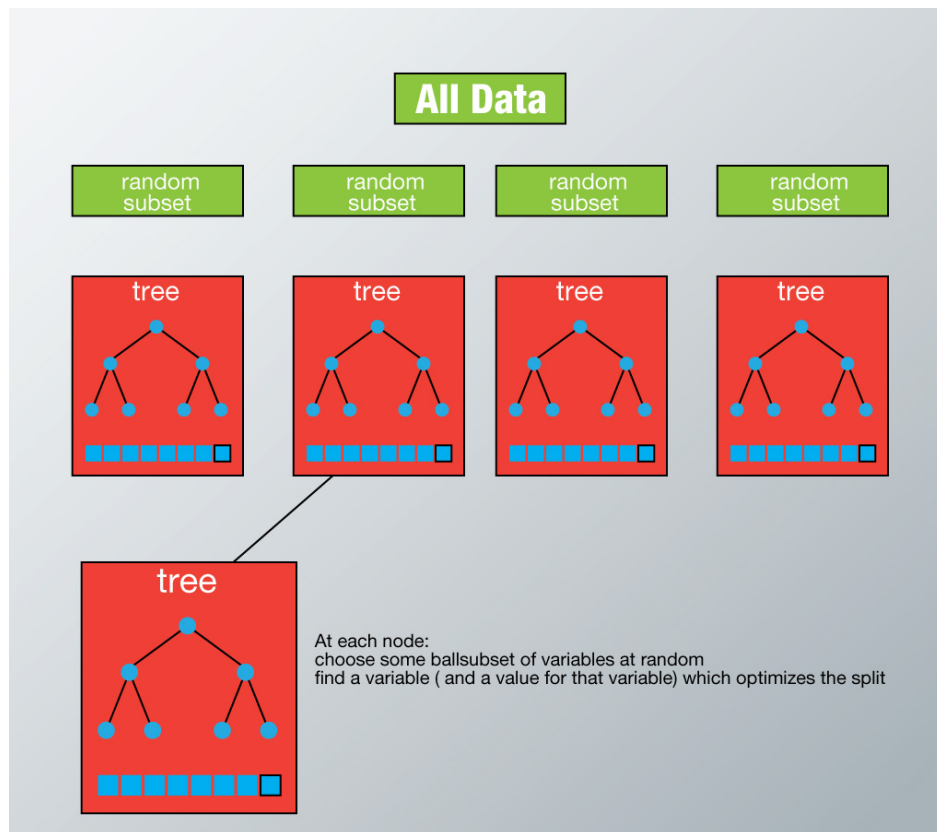 All Data
random
subset
random
subset
random
subset
random
subset
tree
tree
tree
tree
tree
At each node:
choose some ballsubset of variables at random
find a variable ( and a value for that variable) which optimizes the split